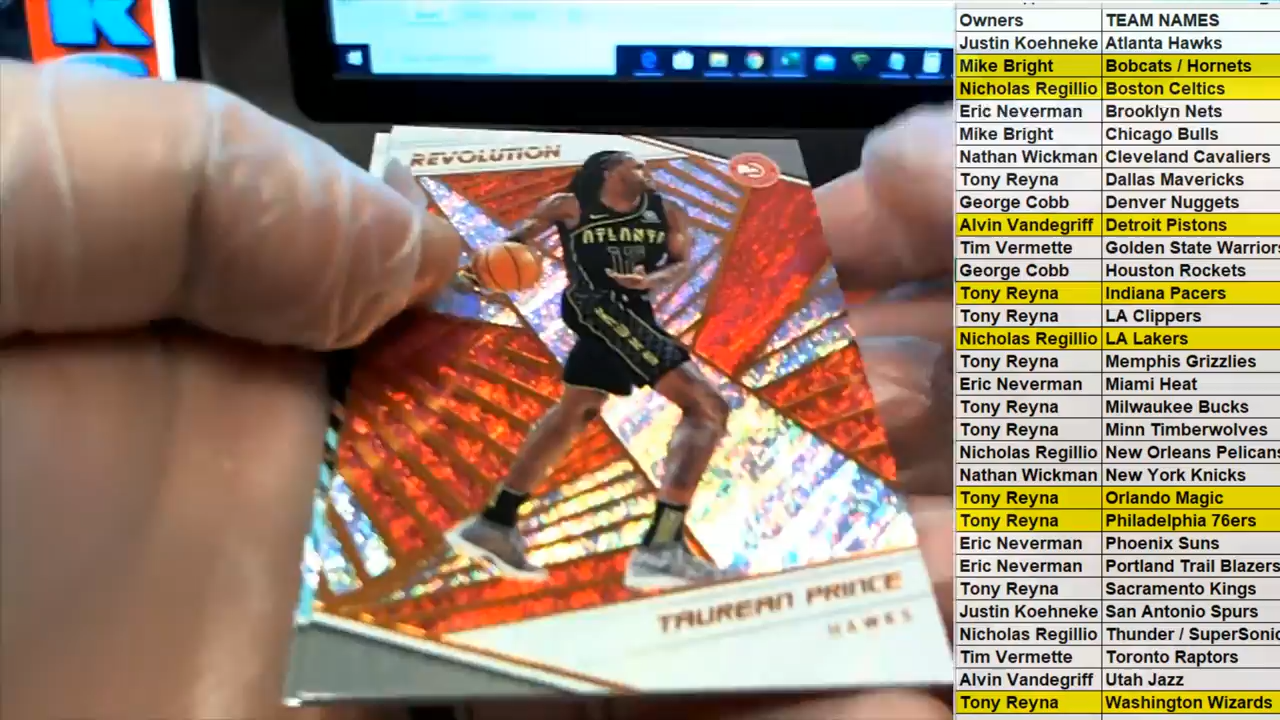 K
REVOLUTION
ATLANTA
TAUREAN PRINCE
HAWKS
Owners TEAM NAMES
Justin Koehneke Atlanta Hawks
Mike Bright Bobcats / Hornets
Nicholas Regillio Boston Celtics
Eric Neverman Brooklyn Nets
Mike Bright Chicago Bulls
Nathan Wickman Cleveland Cavaliers
Tony Reyna Dallas Mavericks
George Cobb Denver Nuggets
Alvin Vandegriff Detroit Pistons
Tim Vermette Golden State Warriors
George Cobb Houston Rockets
Tony Reyna Indiana Pacers
Tony Reyna LA Clippers
Nicholas Regillio LA Lakers
Tony Reyna Memphis Grizzlies
Eric Neverman Miami Heat
Tony Reyna Milwaukee Bucks
Tony Reyna Minn Timberwolves
Nicholas Regillio New Orleans Pelicans
Nathan Wickman New York Knicks
Tony Reyna Orlando Magic
Tony Reyna Philadelphia 76ers
Eric Neverman Phoenix Suns
Eric Neverman Portland Trail Blazers
Tony Reyna Sacramento Kings
Justin Koehneke San Antonio Spurs
Nicholas Regillio Thunder / SuperSonic
Tim Vermette Toronto Raptors
Alvin Vandegriff Utah Jazz
Tony Reyna Washington Wizards